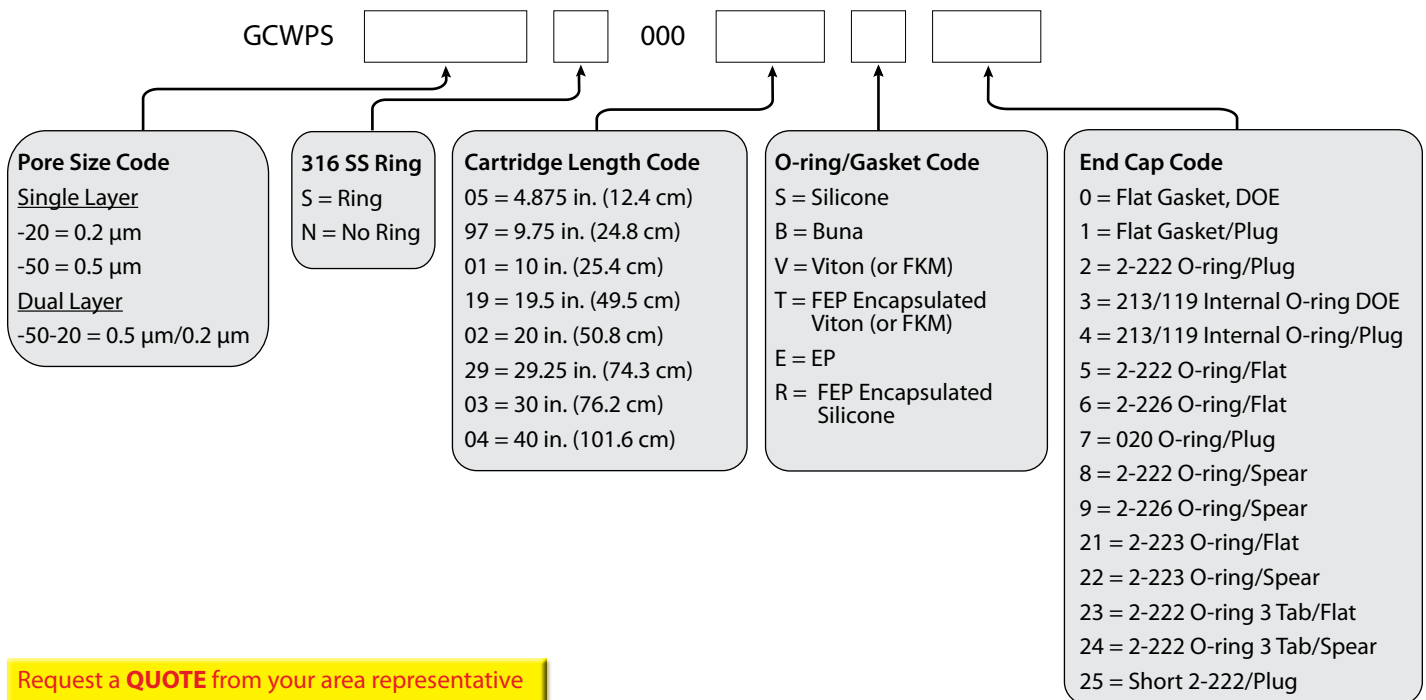 GCWPS 000
Pore Size Code
Single Layer
-20 = 0.2 µm
-50 = 0.5 µm
Dual Layer
-50-20 = 0.5 µm/0.2 µm
316 SS Ring
S = Ring
N = No Ring
Cartridge Length Code
05 = 4.875 in. (12.4 cm)
97 = 9.75 in. (24.8 cm)
01 = 10 in. (25.4 cm)
19 = 19.5 in. (49.5 cm)
02 = 20 in. (50.8 cm)
29 = 29.25 in. (74.3 cm)
03 = 30 in. (76.2 cm)
04 = 40 in. (101.6 cm)
O-ring/Gasket Code
S = Silicone
B = Buna
V = Viton (or FKM)
T = FEP Encapsulated
Viton (or FKM)
E = EP
R = FEP Encapsulated
Silicone
End Cap Code
0 = Flat Gasket, DOE
1 = Flat Gasket/Plug
2 = 2-222 O-ring/Plug
3 = 213/119 Internal O-ring DOE
4 = 213/119 Internal O-ring/Plug
5 = 2-222 O-ring/Flat
6 = 2-226 O-ring/Flat
7 = 020 O-ring/Plug
8 = 2-222 O-ring/Spear
9 = 2-226 O-ring/Spear
21 = 2-223 O-ring/Flat
22 = 2-223 O-ring/Spear
23 = 2-222 O-ring 3 Tab/Flat
24 = 2-222 O-ring 3 Tab/Spear
25 = Short 2-222/Plug
Request a QUOTE from your area representative